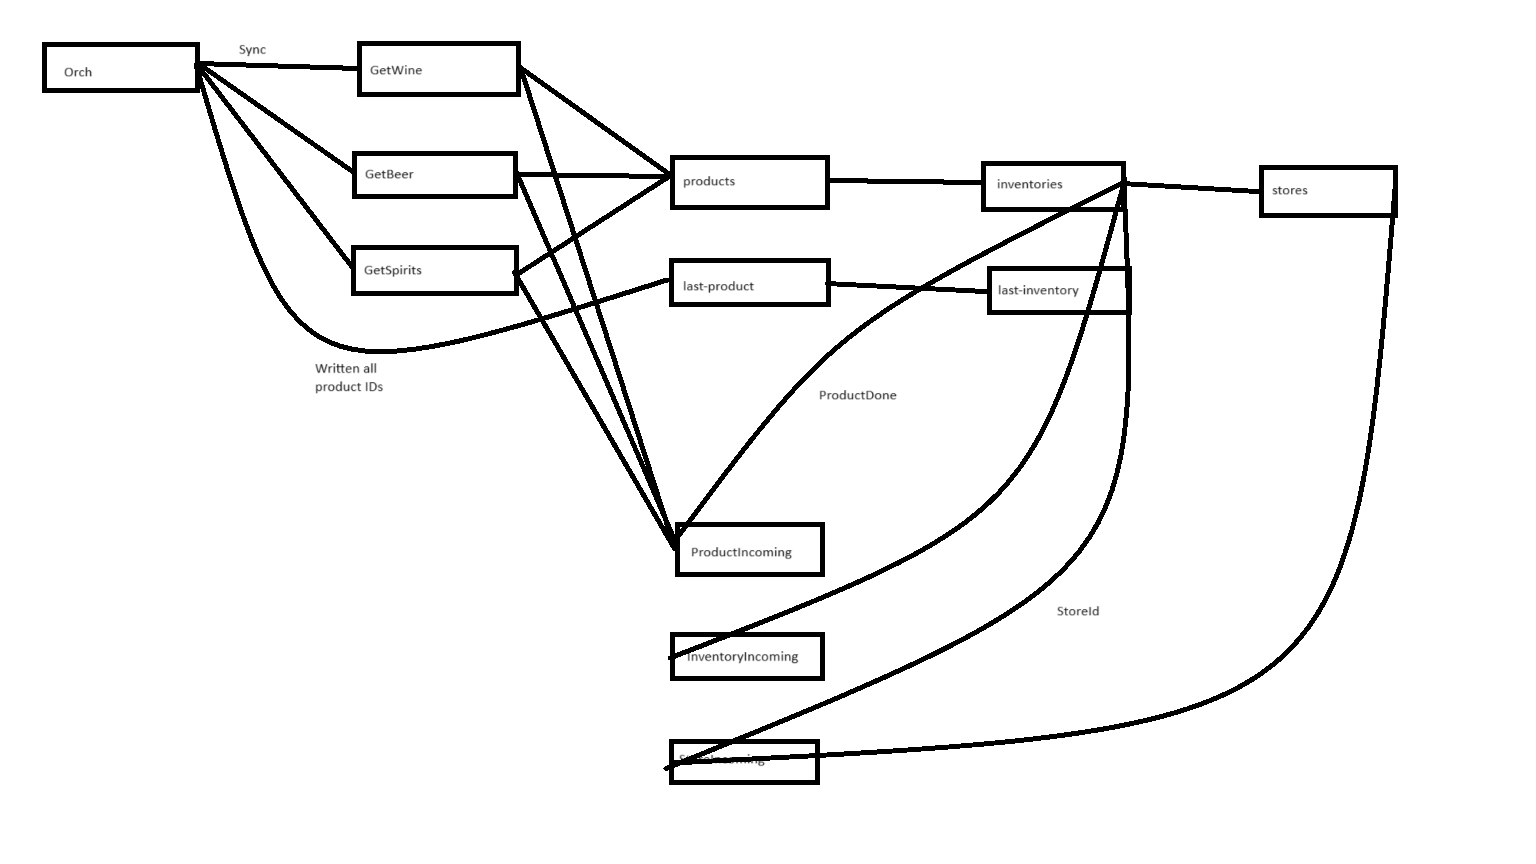 Sync
Orch
GetWine
GetBeer
products
inventories
stores
GetSpirits
last-product
last-inventory
Written all
product IDs
ProductDone
ProductIncoming
StoreId
InventoryIncoming